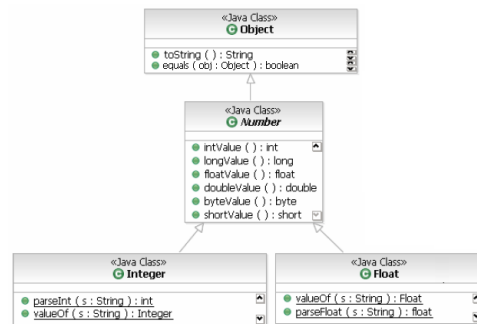 «Java Class»
Object
toString ( ) : String
equals ( obj : Object ) : boolean
«Java Class»
Number
intValue ( ) : int
longValue ( ) : long
floatValue ( ) : float
doubleValue ( ) : double
byteValue ( ) : byte
shortValue ( ) : short
«Java Class»
Integer
parseInt ( s : String ) : int
valueOf ( s : String ) : Integer
«Java Class»
Float
valueOf ( s : String ) : Float
parseFloat ( s : String ) : float